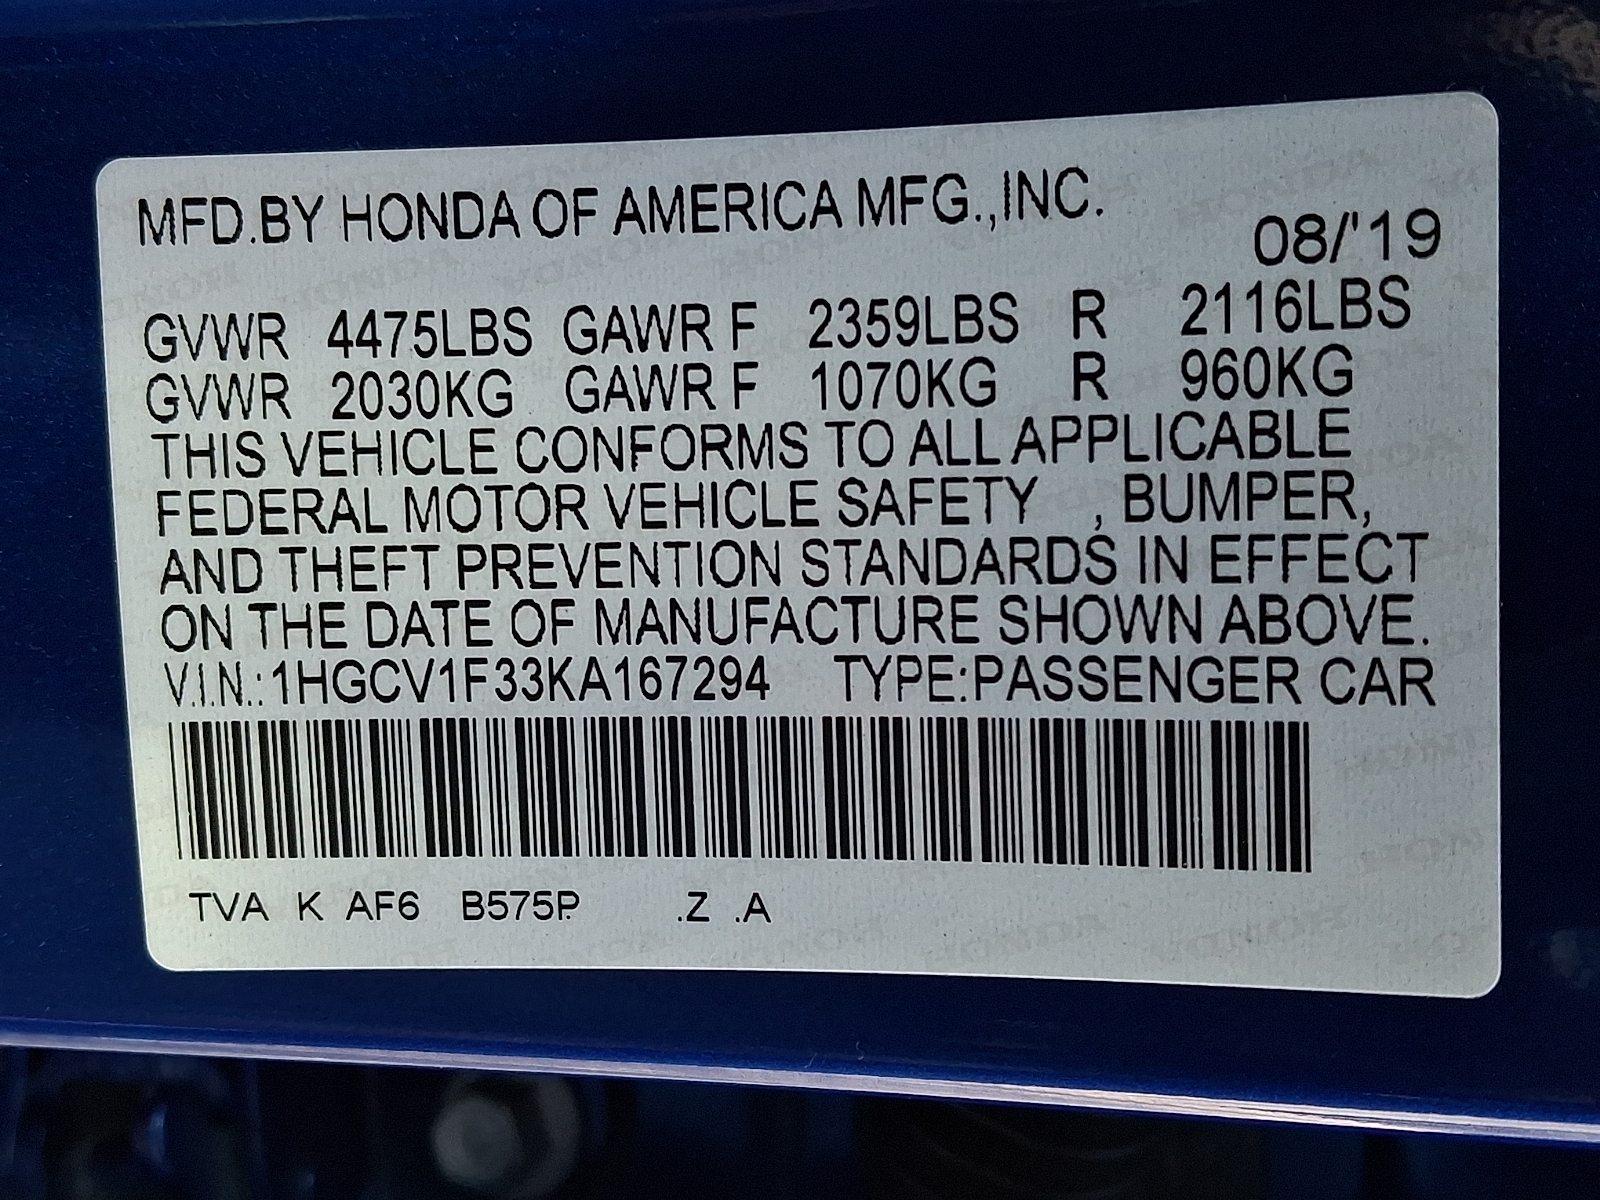 MFD.BY HONDA OF AMERICA MFG.,INC.
08/'19
GVWR 4475LBS GAWR F 2359LBS R 2116LBS
GVWR 2030KG GAWR F 1070KG R 960KG
THIS VEHICLE CONFORMS TO ALL APPLICABLE
FEDERAL MOTOR VEHICLE SAFETY , BUMPER,
AND THEFT PREVENTION STANDARDS IN EFFECT
ON THE DATE OF MANUFACTURE SHOWN ABOVE.
V.I.N.:1HGCV1F33KA167294 TYPE:PASSENGER CAR
TVA K AF6 B575P .Z .A